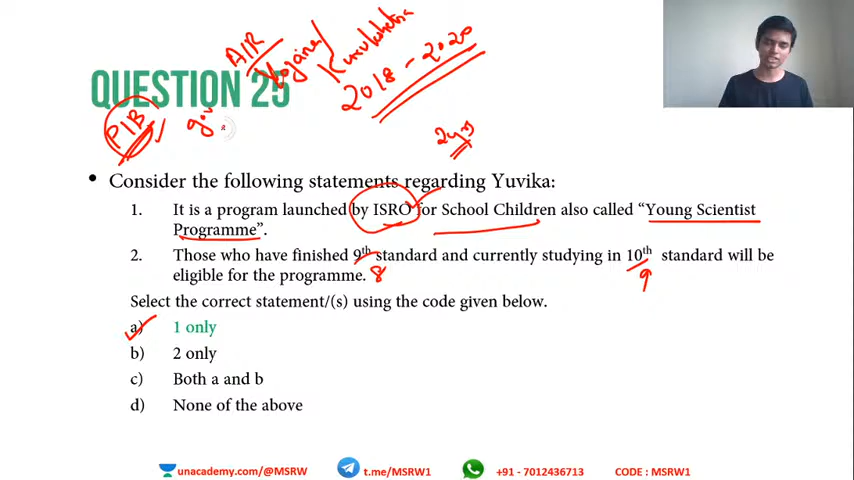 AIR
Yojana/
Kurukshetra
2018 - 2020
QUESTION 25
PIB
gov
2yrs
• Consider the following statements regarding Yuvika:
1. It is a program launched by ISRO for School Children also called “Young Scientist
Programme”.
2. Those who have finished 9th standard and currently studying in 10th standard will be
eligible for the programme. 8
9
Select the correct statement/(s) using the code given below.
a) 1 only
b) 2 only
c) Both a and b
d) None of the above
unacademy.com/@MSRW t.me/MSRW1 +91 - 7012436713 CODE : MSRW1